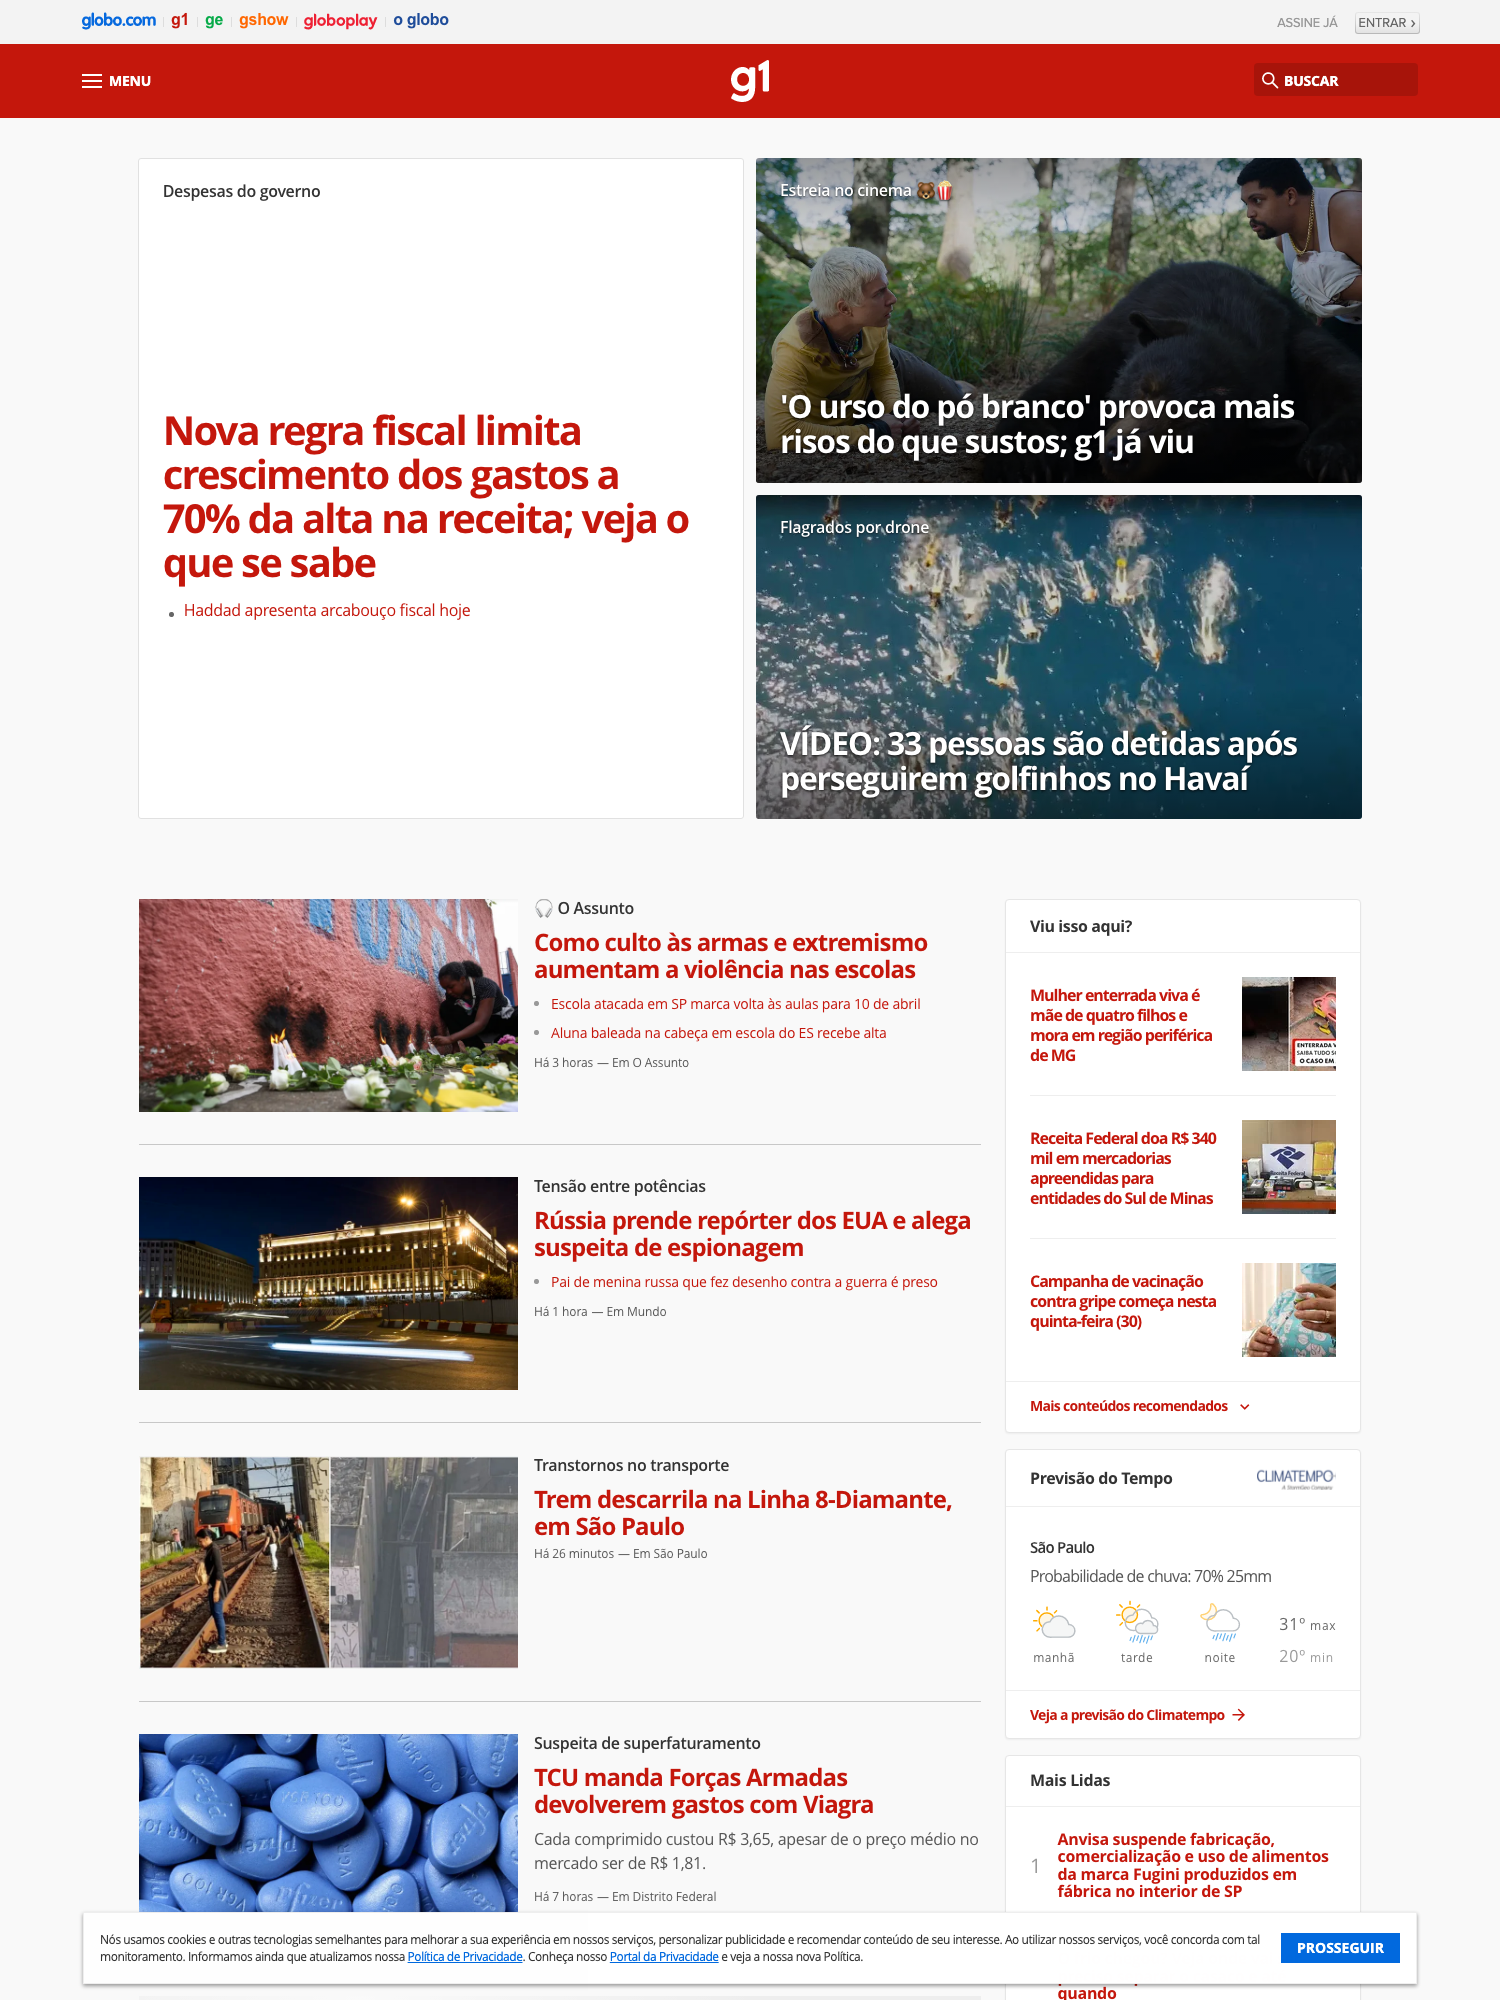 globo.com g1 ge gshow globoplay o globo
ASSINE JÁ ENTRAR ›
MENU
g1
BUSCAR
Despesas do governo
Nova regra fiscal limita
crescimento dos gastos a
70% da alta na receita; veja o
que se sabe
Haddad apresenta arcabouço fiscal hoje
Estreia no cinema 🐻🍿
'O urso do pó branco' provoca mais
risos do que sustos; g1 já viu
Flagrados por drone
VÍDEO: 33 pessoas são detidas após
perseguirem golfinhos no Havaí
🎧 O Assunto
Como culto às armas e extremismo
aumentam a violência nas escolas
Escola atacada em SP marca volta às aulas para 10 de abril
Aluna baleada na cabeça em escola do ES recebe alta
Há 3 horas — Em O Assunto
Tensão entre potências
Rússia prende repórter dos EUA e alega
suspeita de espionagem
Pai de menina russa que fez desenho contra a guerra é preso
Há 1 hora — Em Mundo
Transtornos no transporte
Trem descarrila na Linha 8-Diamante,
em São Paulo
Há 26 minutos — Em São Paulo
Suspeita de superfaturamento
TCU manda Forças Armadas
devolverem gastos com Viagra
Cada comprimido custou R$ 3,65, apesar de o preço médio no
mercado ser de R$ 1,81.
Há 7 horas — Em Distrito Federal
VGR 100
Pfizer
Viu isso aqui?
Mulher enterrada viva é
mãe de quatro filhos e
mora em região periférica
de MG
ENTERRADA V
SAIBA TUDO S
O CASO EM
Receita Federal doa R$ 340
mil em mercadorias
apreendidas para
entidades do Sul de Minas
Receita Federal
Campanha de vacinação
contra gripe começa nesta
quinta-feira (30)
Mais conteúdos recomendados
Previsão do Tempo
CLIMATEMPO
A StormGeo Company
São Paulo
Probabilidade de chuva: 70% 25mm
manhã tarde noite
31º max
20º min
Veja a previsão do Climatempo
Mais Lidas
1
Anvisa suspende fabricação,
comercialização e uso de alimentos
da marca Fugini produzidos em
fábrica no interior de SP
quando
Nós usamos cookies e outras tecnologias semelhantes para melhorar a sua experiência em nossos serviços, personalizar publicidade e recomendar conteúdo de seu interesse. Ao utilizar nossos serviços, você concorda com tal
monitoramento. Informamos ainda que atualizamos nossa Política de Privacidade. Conheça nosso Portal da Privacidade e veja a nossa nova Política.
PROSSEGUIR